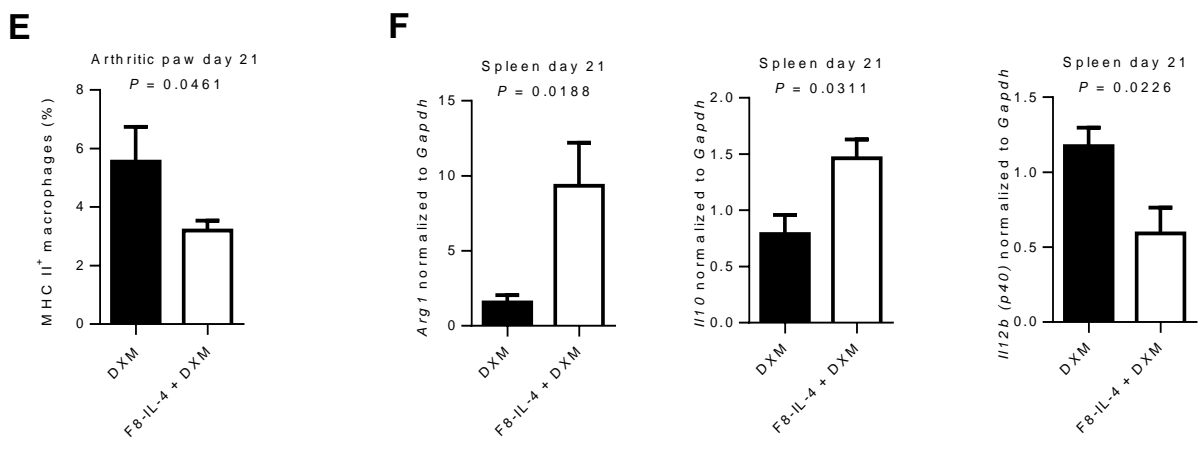 E
Arthritic paw day 21
P = 0.0461
MHC II+ macrophages (%)
8
6
4
2
0
DXM
F8-IL-4 + DXM
F
Spleen day 21
P = 0.0188
Arg1 normalized to Gapdh
15
10
5
0
DXM
F8-IL-4 + DXM
Spleen day 21
P = 0.0311
Il10 normalized to Gapdh
2.0
1.5
1.0
0.5
0.0
DXM
F8-IL-4 + DXM
Spleen day 21
P = 0.0226
Il12b (p40) normalized to Gapdh
1.5
1.0
0.5
0.0
DXM
F8-IL-4 + DXM